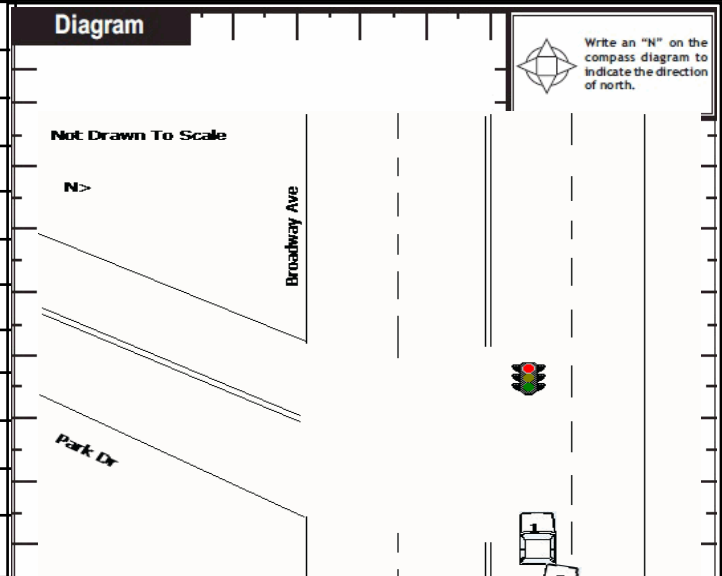 Diagram
Write an “N” on the
compass diagram to
indicate the direction
of north.
Not Drawn To Scale
N>
Broadway Ave
Park Dr
1